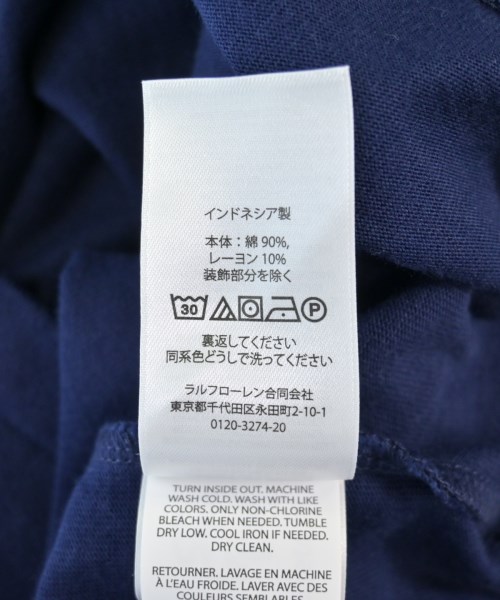 インドネシア製
本体：綿 90%,
レーヨン 10%
装飾部分を除く
30 P
裏返してください
同系色どうしで洗ってください
ラルフローレン合同会社
東京都千代田区永田町2-10-1
0120-3274-20
TURN INSIDE OUT. MACHINE
WASH COLD. WASH WITH LIKE
COLORS. ONLY NON-CHLORINE
BLEACH WHEN NEEDED. TUMBLE
DRY LOW. COOL IRON IF NEEDED.
DRY CLEAN.
RETOURNER. LAVAGE EN MACHINE
À L'EAU FROIDE. LAVER AVEC DES
COULEURS SEMBLABLES.